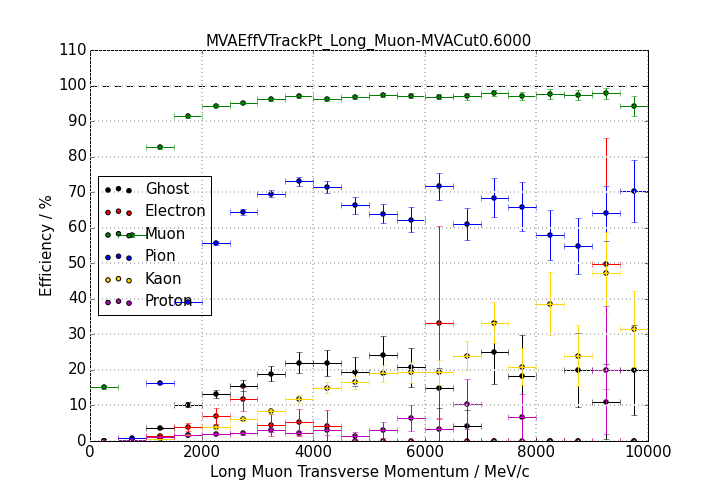 MVAEffVTrackPt_Long_Muon-MVACut0.6000
110
100
90
80
70
60
50
40
30
20
10
0
Efficiency / %
Ghost
Electron
Muon
Pion
Kaon
Proton
0 2000 4000 6000 8000 10000
Long Muon Transverse Momentum / MeV/c